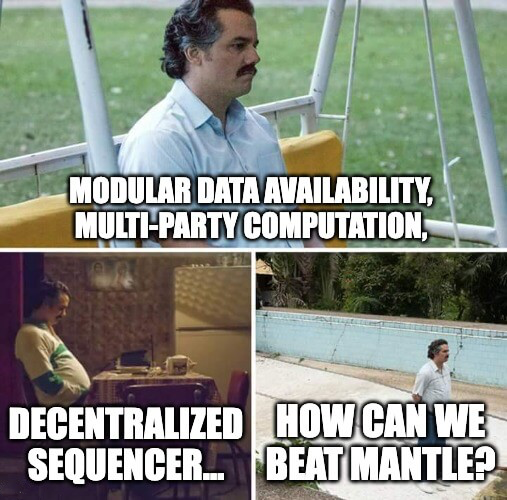 MODULAR DATA AVAILABILITY,
MULTI-PARTY COMPUTATION,
DECENTRALIZED
SEQUENCER...
HOW CAN WE
BEAT MANTLE?